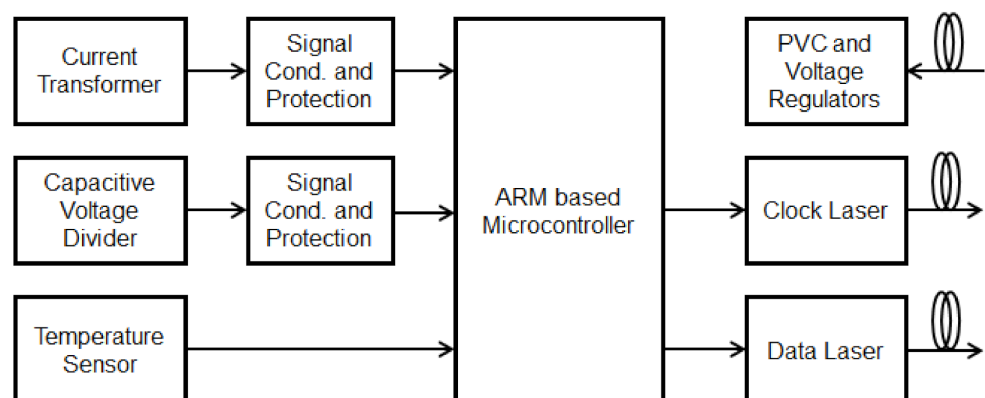 Current
Transformer
Signal
Cond. and
Protection
PVC and
Voltage
Regulators
Capacitive
Voltage
Divider
Signal
Cond. and
Protection
ARM based
Microcontroller
Clock Laser
Temperature
Sensor
Data Laser